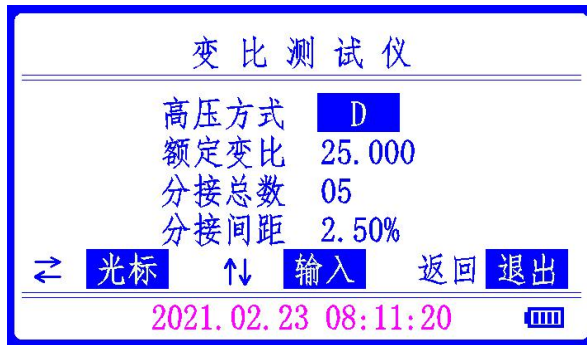 变比测试仪
高压方式 D
额定变比 25.000
分接总数 05
分接间距 2.50%
⇄ 光标 ↑↓ 输入 返回 退出
2021.02.23 08:11:20